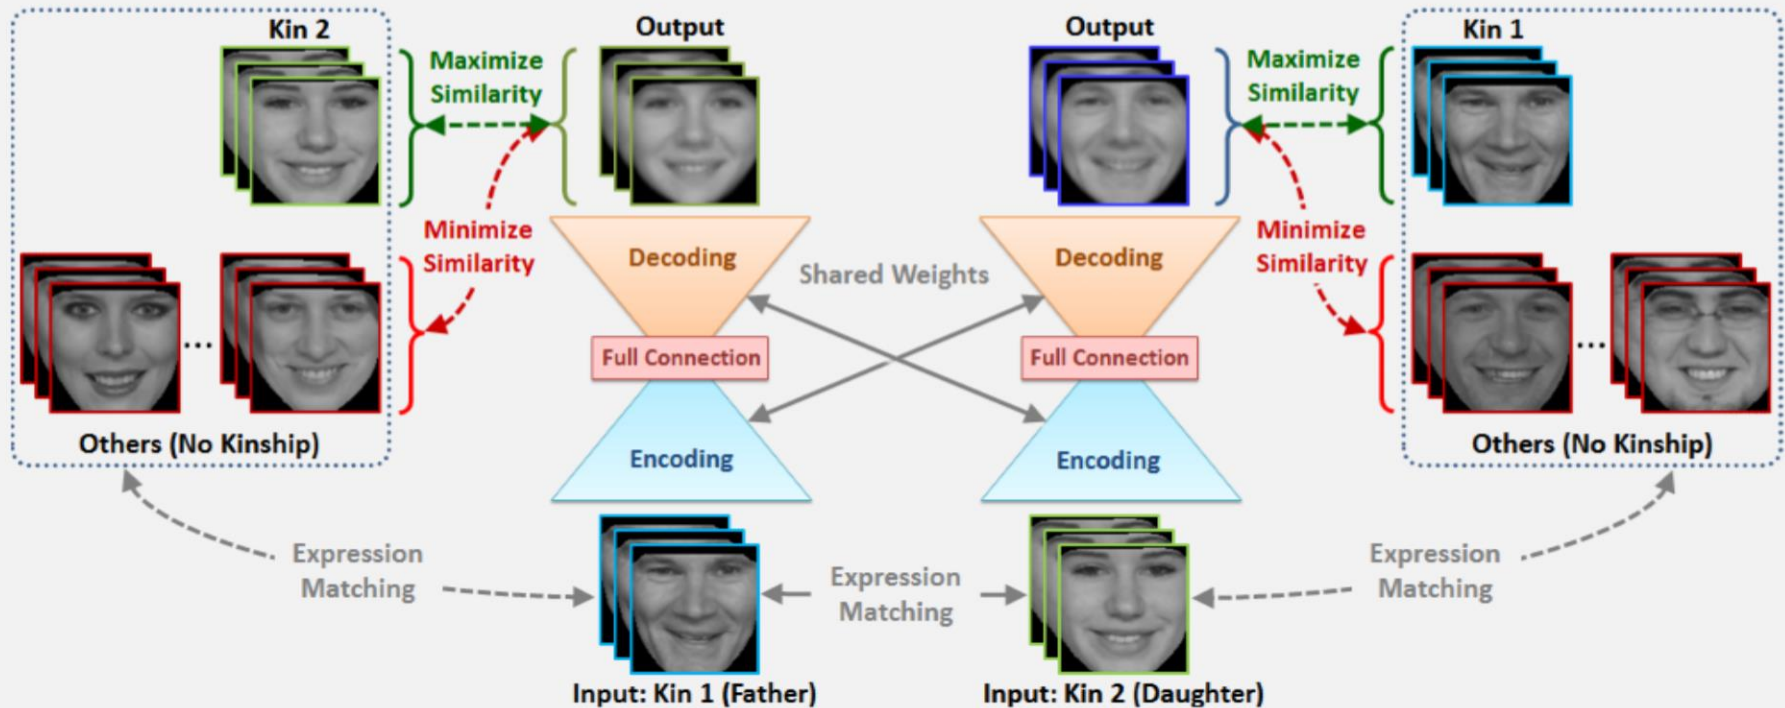 Kin 2
Output
Output
Kin 1
Maximize
Similarity
Maximize
Similarity
Minimize
Similarity
Minimize
Similarity
Decoding
Shared Weights
Decoding
Full Connection
Full Connection
...
...
Others (No Kinship)
Encoding
Encoding
Others (No Kinship)
Expression
Matching
Expression
Matching
Expression
Matching
Input: Kin 1 (Father)
Input: Kin 2 (Daughter)